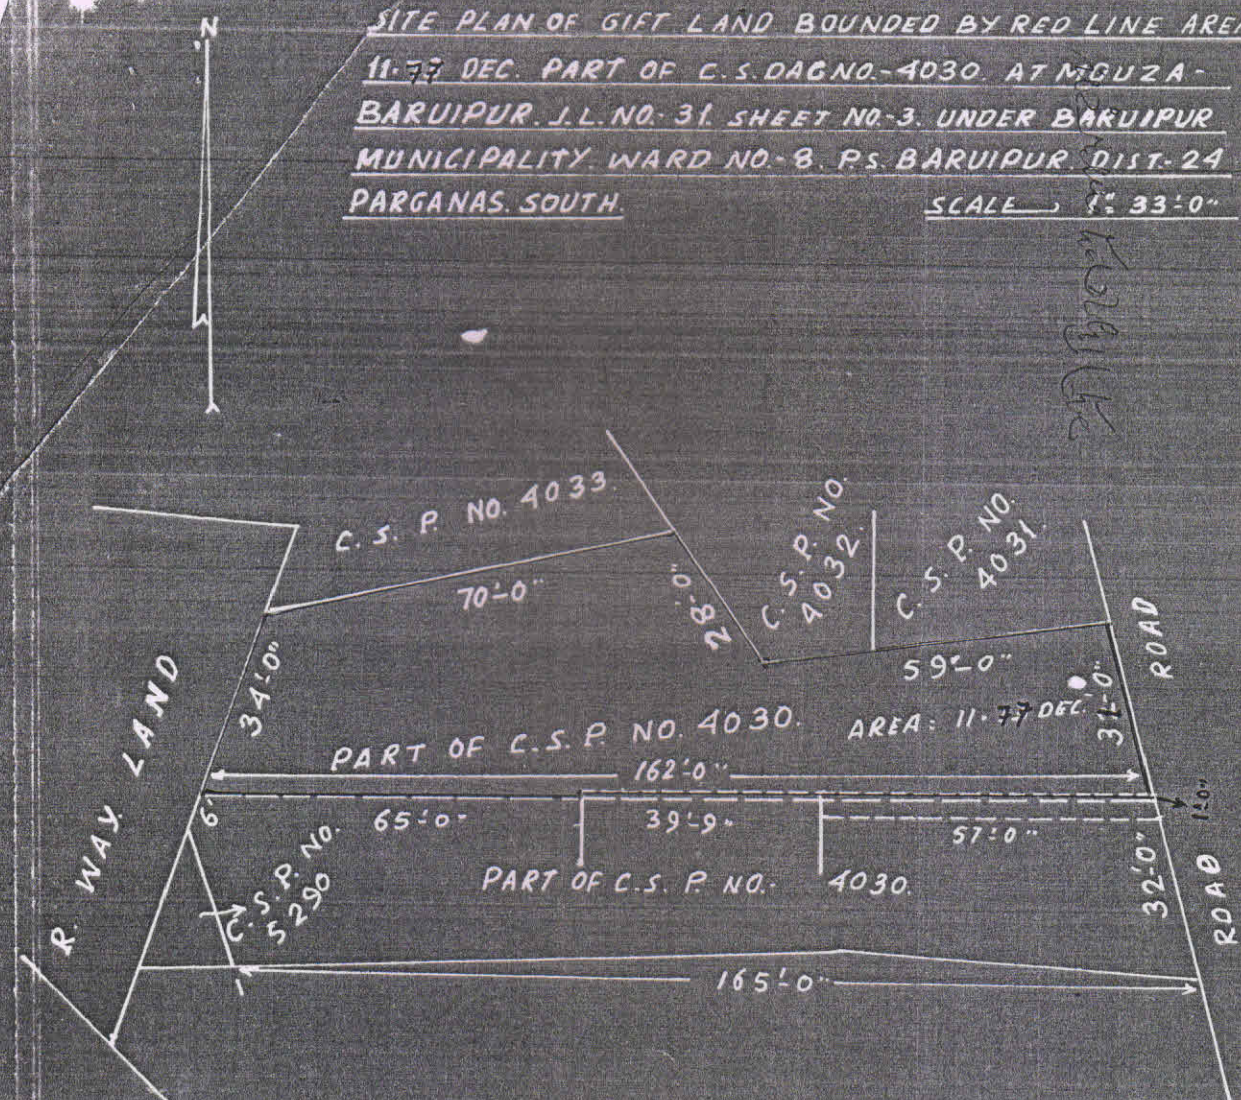 N
SITE PLAN OF GIFT LAND BOUNDED BY RED LINE AREA
11.77 DEC. PART OF C.S. DAG NO.-4030. AT MOUZA-
BARUIPUR. J.L. NO-31. SHEET NO.-3. UNDER BARUIPUR
MUNICIPALITY. WARD NO-8. P.S. BARUIPUR DIST-24
PARGANAS. SOUTH.
SCALE → 1"= 33'-0"
C. S. P. NO. 4033.
70'-0"
28'-0"
C. S. P. NO.
4032.
C. S. P. NO.
4031.
59'-0"
ROAD
34'-0"
31'-0"
R. WAY. LAND
PART OF C.S.P. NO. 4030.
AREA: 11.77 DEC.
162'-0"
6"
65'-0"
39'-9"
57'-0"
1'-0"
32'-0"
C. S. P. NO.
5290
PART OF C.S. P. NO. 4030.
ROAD
165'-0"